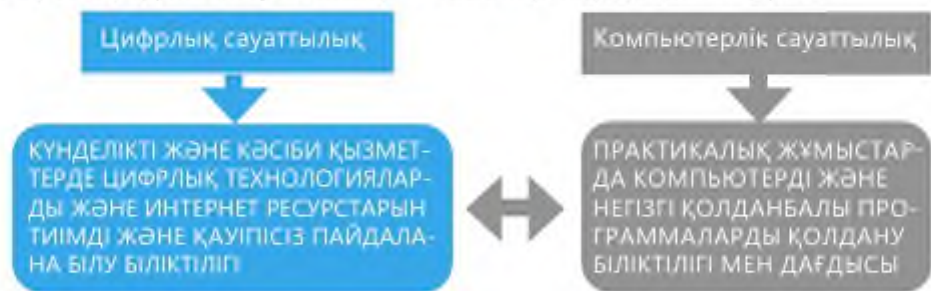 Цифрлық сауаттылық
Компьютерлік сауаттылық
КҮНДЕЛІКТІ ЖӘНЕ КӘСІБИ ҚЫЗМЕТ-
ТЕРДЕ ЦИФРЛЫҚ ТЕХНОЛОГИЯЛАР-
ДЫ ЖӘНЕ ИНТЕРНЕТ РЕСУРСТАРЫН
ТИІМДІ ЖӘНЕ ҚАУІПІСІЗ ПАЙДАЛА-
НА БІЛУ БІЛІКТІЛІГІ
ПРАКТИКАЛЫҚ ЖҰМЫСТАР-
ДА КОМПЬЮТЕРДІ ЖӘНЕ
НЕГІЗГІ ҚОЛДАНБАЛЫ ПРО-
ГРАММАЛАРДЫ ҚОЛДАНУ
БІЛІКТІЛІГІ МЕН ДАҒДЫСЫ